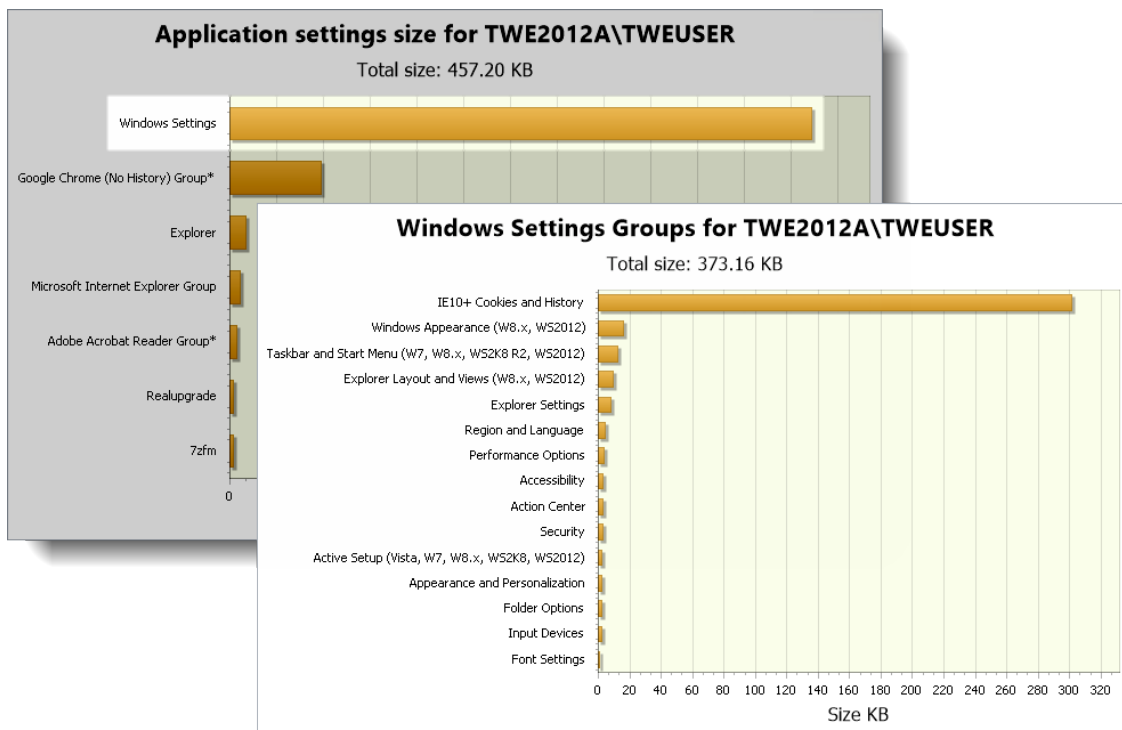 Application settings size for TWE2012A\TWEUSER
Total size: 457.20 KB
Windows Settings
Google Chrome (No History) Group*
Explorer
Microsoft Internet Explorer Group
Adobe Acrobat Reader Group*
Realupgrade
7zfm
0
Windows Settings Groups for TWE2012A\TWEUSER
Total size: 373.16 KB
IE10+ Cookies and History
Windows Appearance (W8.x, WS2012)
Taskbar and Start Menu (W7, W8.x, WS2K8 R2, WS2012)
Explorer Layout and Views (W8.x, WS2012)
Explorer Settings
Region and Language
Performance Options
Accessibility
Action Center
Security
Active Setup (Vista, W7, W8.x, WS2K8, WS2012)
Appearance and Personalization
Folder Options
Input Devices
Font Settings
0 20 40 60 80 100 120 140 160 180 200 220 240 260 280 300 320
Size KB